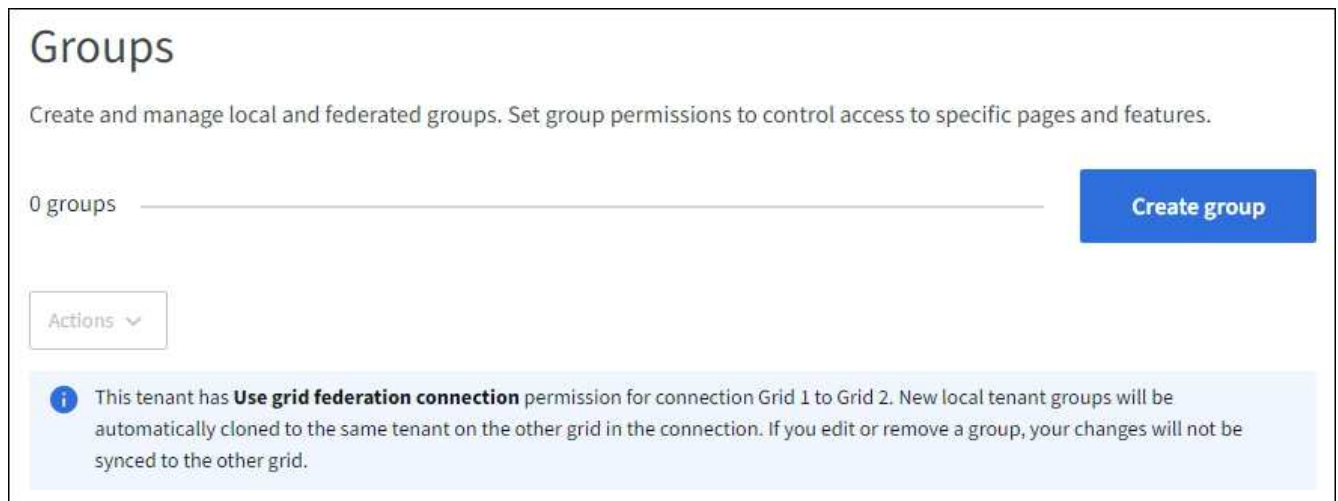 Groups
Create and manage local and federated groups. Set group permissions to control access to specific pages and features.
0 groups
Create group
Actions
This tenant has Use grid federation connection permission for connection Grid 1 to Grid 2. New local tenant groups will be
automatically cloned to the same tenant on the other grid in the connection. If you edit or remove a group, your changes will not be
synced to the other grid.